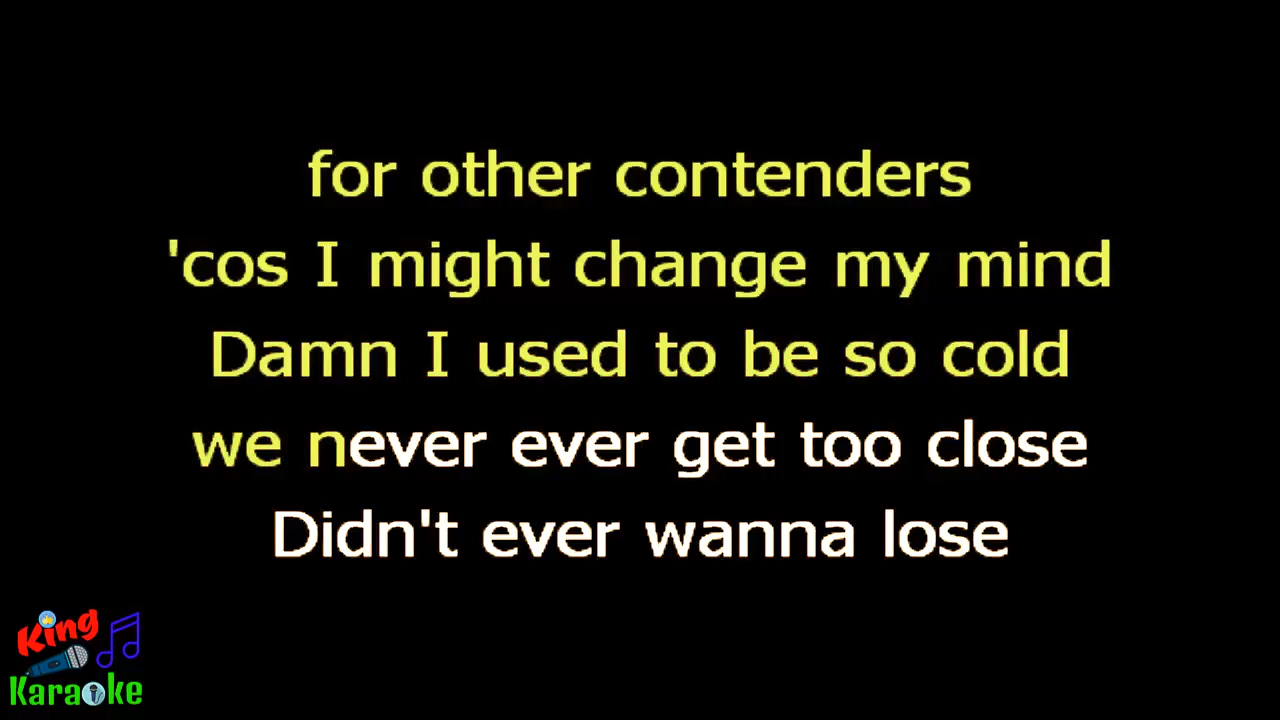 for other contenders
'cos I might change my mind
Damn I used to be so cold
we never ever get too close
Didn't ever wanna lose
King
Karaoke